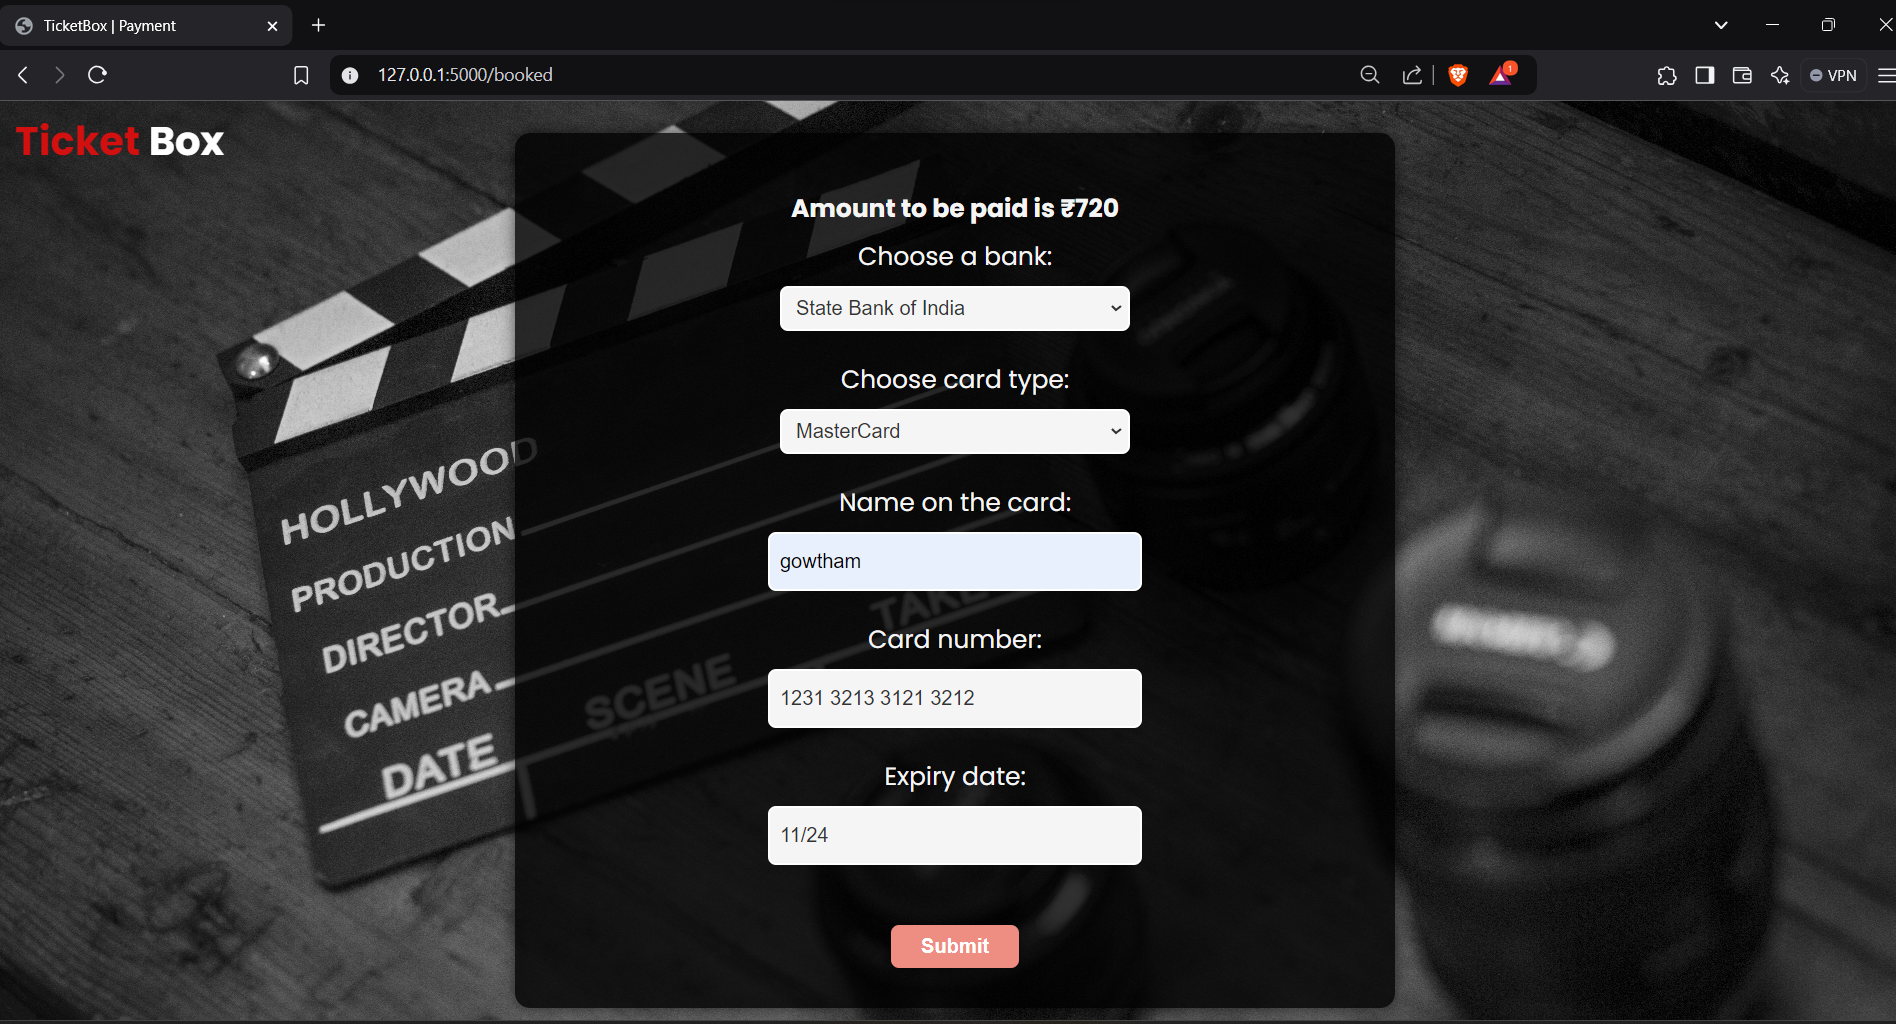 TicketBox | Payment
127.0.0.1:5000/booked
1
VPN
Ticket Box
Amount to be paid is ₹720
Choose a bank:
State Bank of India
Choose card type:
MasterCard
Name on the card:
gowtham
Card number:
1231 3213 3121 3212
Expiry date:
11/24
Submit
HOLLYWOOD
PRODUCTION
DIRECTOR
CAMERA
DATE
SCENE
TAKE